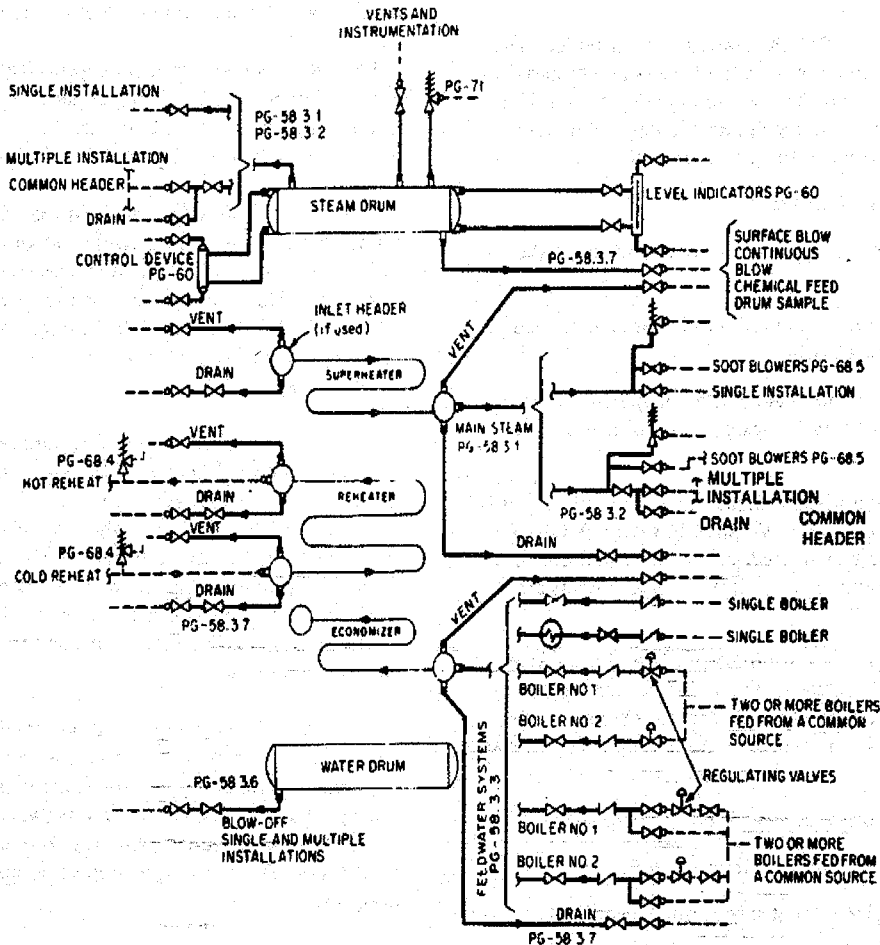 VENTS AND
INSTRUMENTATION
PG-71
SINGLE INSTALLATION
PG-58 3 1
PG-58 3 2
MULTIPLE INSTALLATION
COMMON HEADER
DRAIN
STEAM DRUM
LEVEL INDICATORS PG-60
CONTROL DEVICE
PG-60
PG-58.3.7
SURFACE BLOW
CONTINUOUS
BLOW
CHEMICAL FEED
DRUM SAMPLE
VENT
INLET HEADER
(if used)
VENT
DRAIN
SUPERHEATER
SOOT BLOWERS PG-68.5
SINGLE INSTALLATION
MAIN STEAM
PG-58 3 1
VENT
PG-68.4
HOT REHEAT
REHEATER
DRAIN
SOOT BLOWERS PG-68.5
MULTIPLE
INSTALLATION
PG-58 3.2
DRAIN
COMMON
HEADER
VENT
PG-68.4
COLD REHEAT
DRAIN
DRAIN
PG-58.3 7
VENT
ECONOMIZER
SINGLE BOILER
SINGLE BOILER
BOILER NO 1
BOILER NO 2
TWO OR MORE BOILERS
FED FROM A COMMON
SOURCE
REGULATING VALVES
FEEDWATER SYSTEMS
PG-58.3.3
WATER DRUM
PG-58 3.6
BLOW-OFF
SINGLE AND MULTIPLE
INSTALLATIONS
BOILER NO 1
BOILER NO 2
TWO OR MORE
BOILERS FED FROM
A COMMON SOURCE
DRAIN
PG-58 3 7